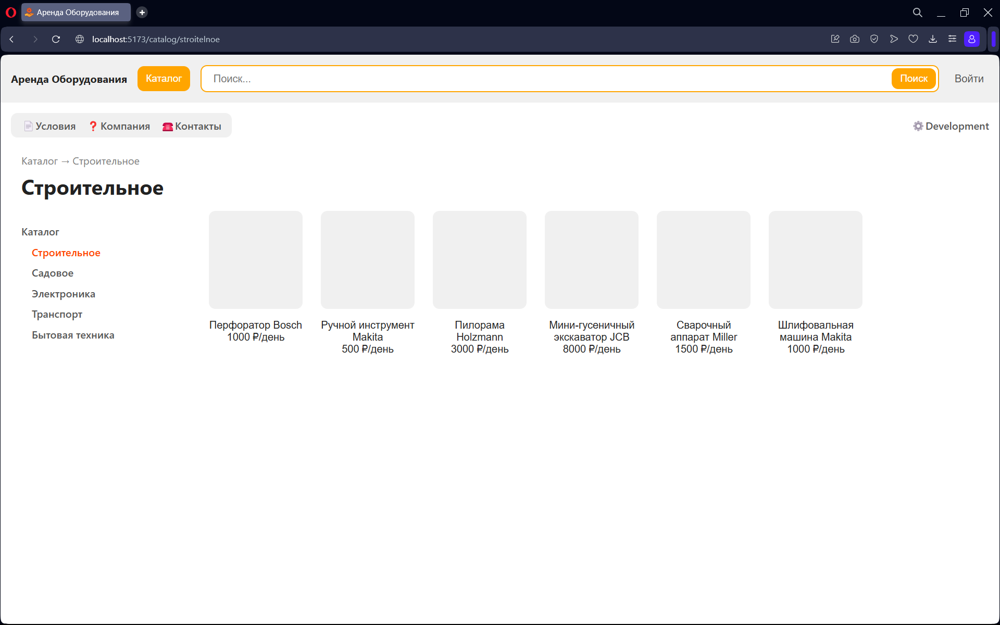 Аренда Оборудования
localhost:5173/catalog/stroitelnoe
Аренда Оборудования
Каталог
Поиск...
Поиск
Войти
Условия
Компания
Контакты
Development
Каталог → Строительное
Строительное
Каталог
Строительное
Садовое
Электроника
Транспорт
Бытовая техника
Перфоратор Bosch
1000 ₽/день
Ручной инструмент
Makita
500 ₽/день
Пилорама
Holzmann
3000 ₽/день
Мини-гусеничный
экскаватор JCB
8000 ₽/день
Сварочный
аппарат Miller
1500 ₽/день
Шлифовальная
машина Makita
1000 ₽/день